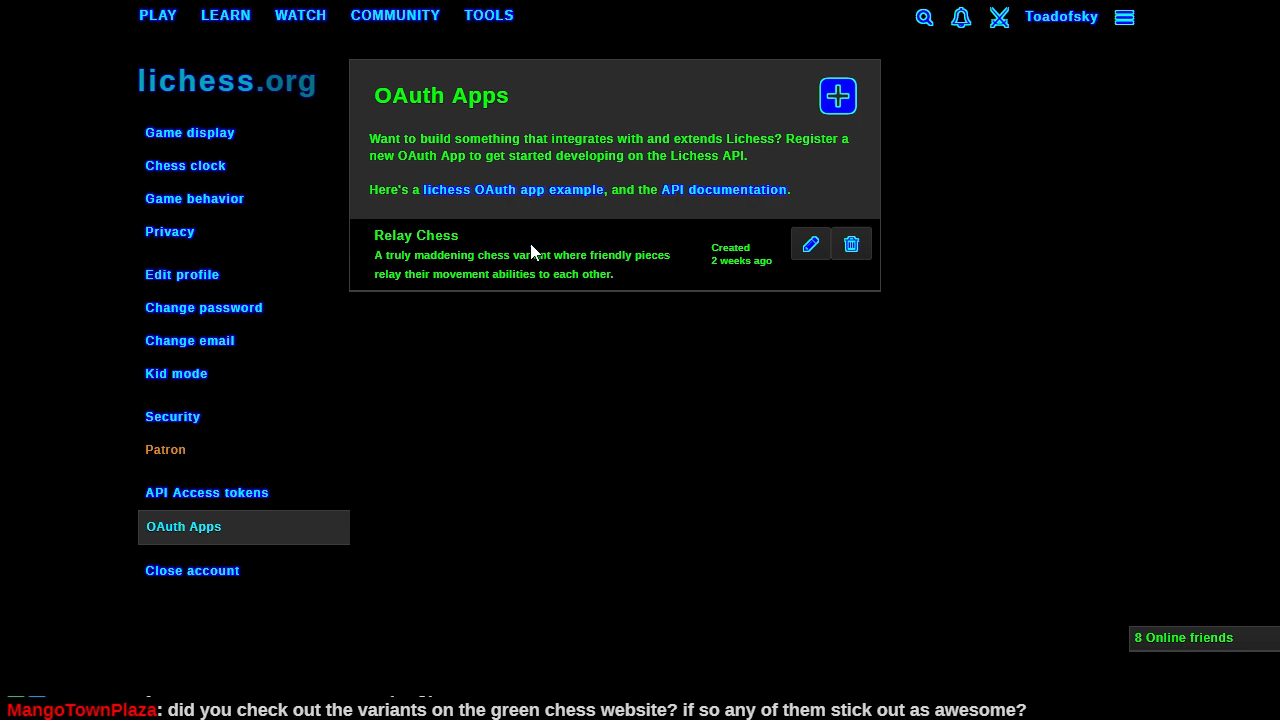 PLAY LEARN WATCH COMMUNITY TOOLS Toadofsky
lichess.org
Game display
Chess clock
Game behavior
Privacy
Edit profile
Change password
Change email
Kid mode
Security
Patron
API Access tokens
OAuth Apps
Close account
OAuth Apps
Want to build something that integrates with and extends Lichess? Register a
new OAuth App to get started developing on the Lichess API.
Here's a lichess OAuth app example, and the API documentation.
Relay Chess
A truly maddening chess variant where friendly pieces
relay their movement abilities to each other.
Created
2 weeks ago
8 Online friends
MangoTownPlaza: did you check out the variants on the green chess website? if so any of them stick out as awesome?